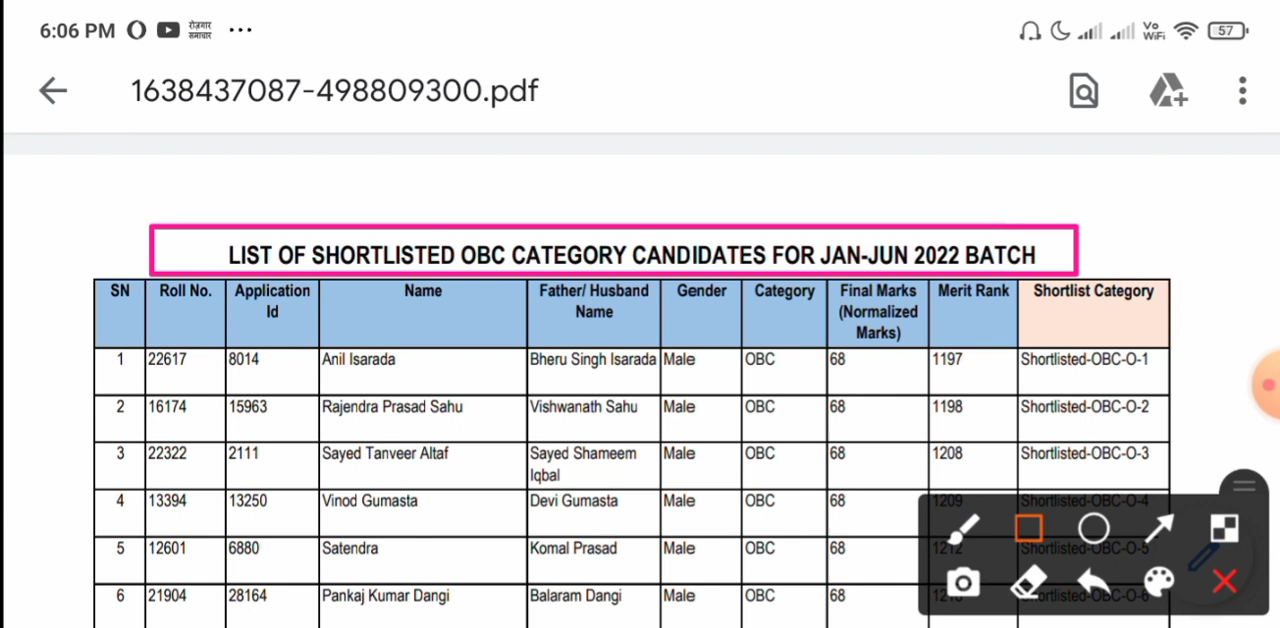 6:06 PM रोज़गार समाचार ... Vo WiFi 57
1638437087-498809300.pdf
LIST OF SHORTLISTED OBC CATEGORY CANDIDATES FOR JAN-JUN 2022 BATCH
SN Roll No. Application Id Name Father/ Husband Name Gender Category Final Marks (Normalized Marks) Merit Rank Shortlist Category
1 22617 8014 Anil Isarada Bheru Singh Isarada Male OBC 68 1197 Shortlisted-OBC-O-1
2 16174 15963 Rajendra Prasad Sahu Vishwanath Sahu Male OBC 68 1198 Shortlisted-OBC-O-2
3 22322 2111 Sayed Tanveer Altaf Sayed Shameem Iqbal Male OBC 68 1208 Shortlisted-OBC-O-3
4 13394 13250 Vinod Gumasta Devi Gumasta Male OBC 68 1209 Shortlisted-OBC-O-4
5 12601 6880 Satendra Komal Prasad Male OBC 68 1212 Shortlisted-OBC-O-5
6 21904 28164 Pankaj Kumar Dangi Balaram Dangi Male OBC 68